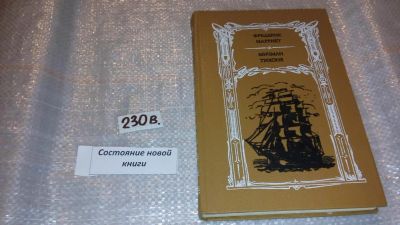 ФРЕДЕРИК
МАРРИЕТ
МИЧМАН
ТИХОНЯ
230 в.
Состояние новой
книги